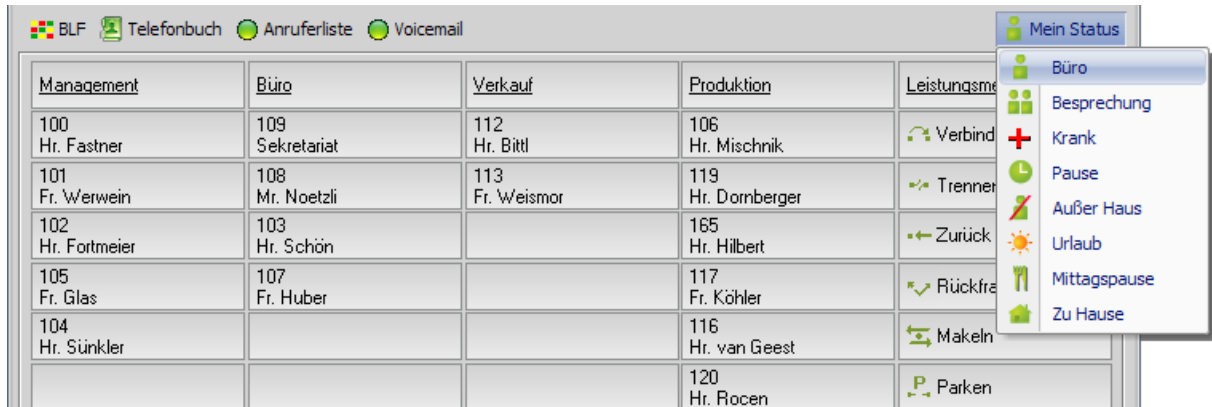 BLF Telefonbuch Anruferliste Voicemail Mein Status
Management Büro Verkauf Produktion
Büro
Besprechung
Krank
Pause
Außer Haus
Urlaub
Mittagspause
Zu Hause
100 109 112 106
Hr. Fastner Sekretariat Hr. Bittl Hr. Mischnik
101 108 113 119
Fr. Werwein Mr. Noetzli Fr. Weismor Hr. Dornberger
102 103 165
Hr. Fortmeier Hr. Schön Hr. Hilbert
Zurück
105 107 117
Fr. Glas Fr. Huber Fr. Köhler
104 116
Hr. Sünkler Hr. van Geest
Makeln
120
Hr. Rocen
P Parken